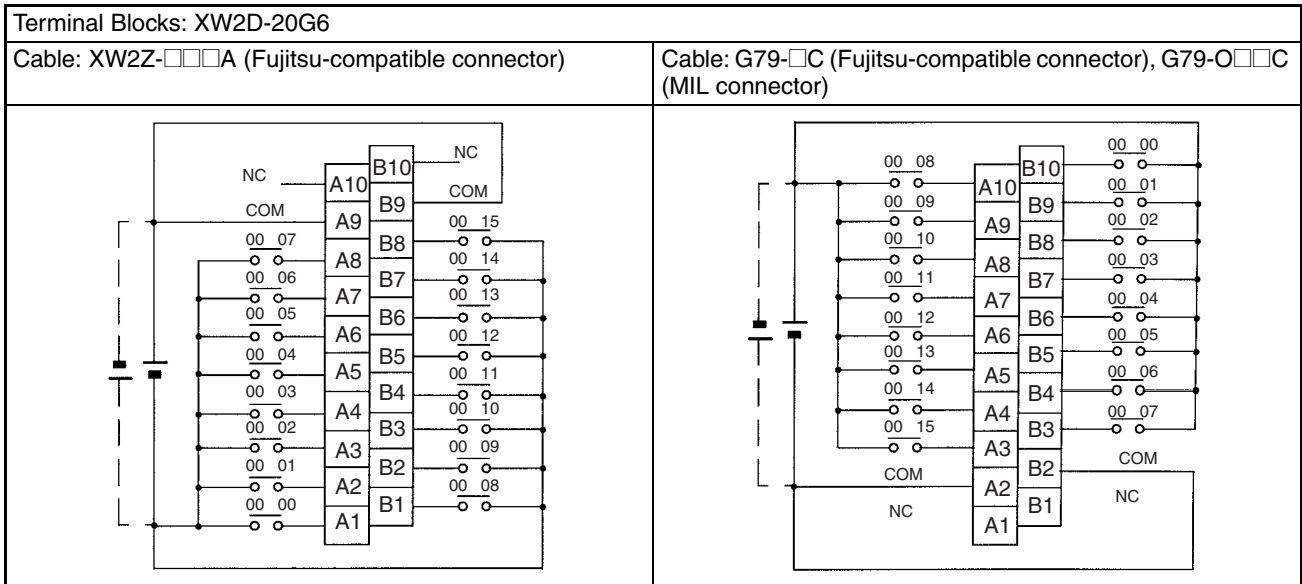 Terminal Blocks: XW2D-20G6
Cable: XW2Z-□□□A (Fujitsu-compatible connector)
Cable: G79-□C (Fujitsu-compatible connector), G79-O□□C
(MIL connector)
NC
B10
NC
A10
COM
COM
B9
A9
00 15
00 07
B8
A8
00 14
00 06
B7
A7
00 13
00 05
B6
A6
00 12
00 04
B5
A5
00 11
00 03
B4
A4
00 10
00 02
B3
A3
00 09
00 01
B2
A2
00 08
00 00
B1
A1
00 00
00 08
B10
A10
00 01
00 09
B9
A9
00 02
00 10
B8
A8
00 03
00 11
B7
A7
00 04
00 12
B6
A6
00 05
00 13
B5
A5
00 06
00 14
B4
A4
00 07
00 15
B3
A3
COM
COM
B2
A2
NC
NC
B1
A1